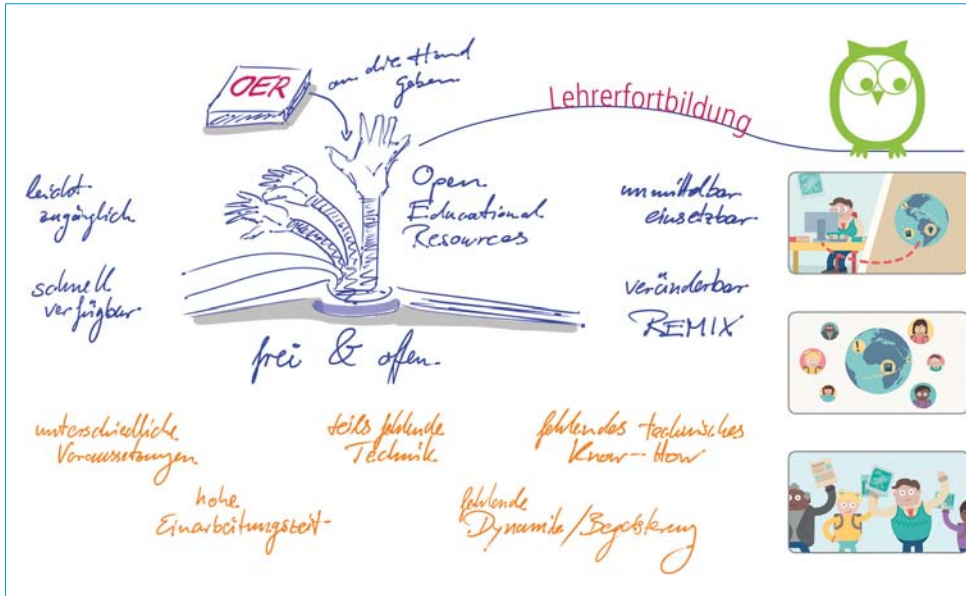 OER
an die Hand
geben
Lehrerfortbildung
leicht
zugänglich
Open
Educational
Resources
unmittelbar
einsetzbar
schnell
verfügbar
veränderbar
REMIX
frei & offen
unterschiedliche
Voraussetzungen
teils fehlende
Technik
fehlendes technisches
Know-How
hohe
Einarbeitungszeit
fehlende
Dynamik/Begeisterung